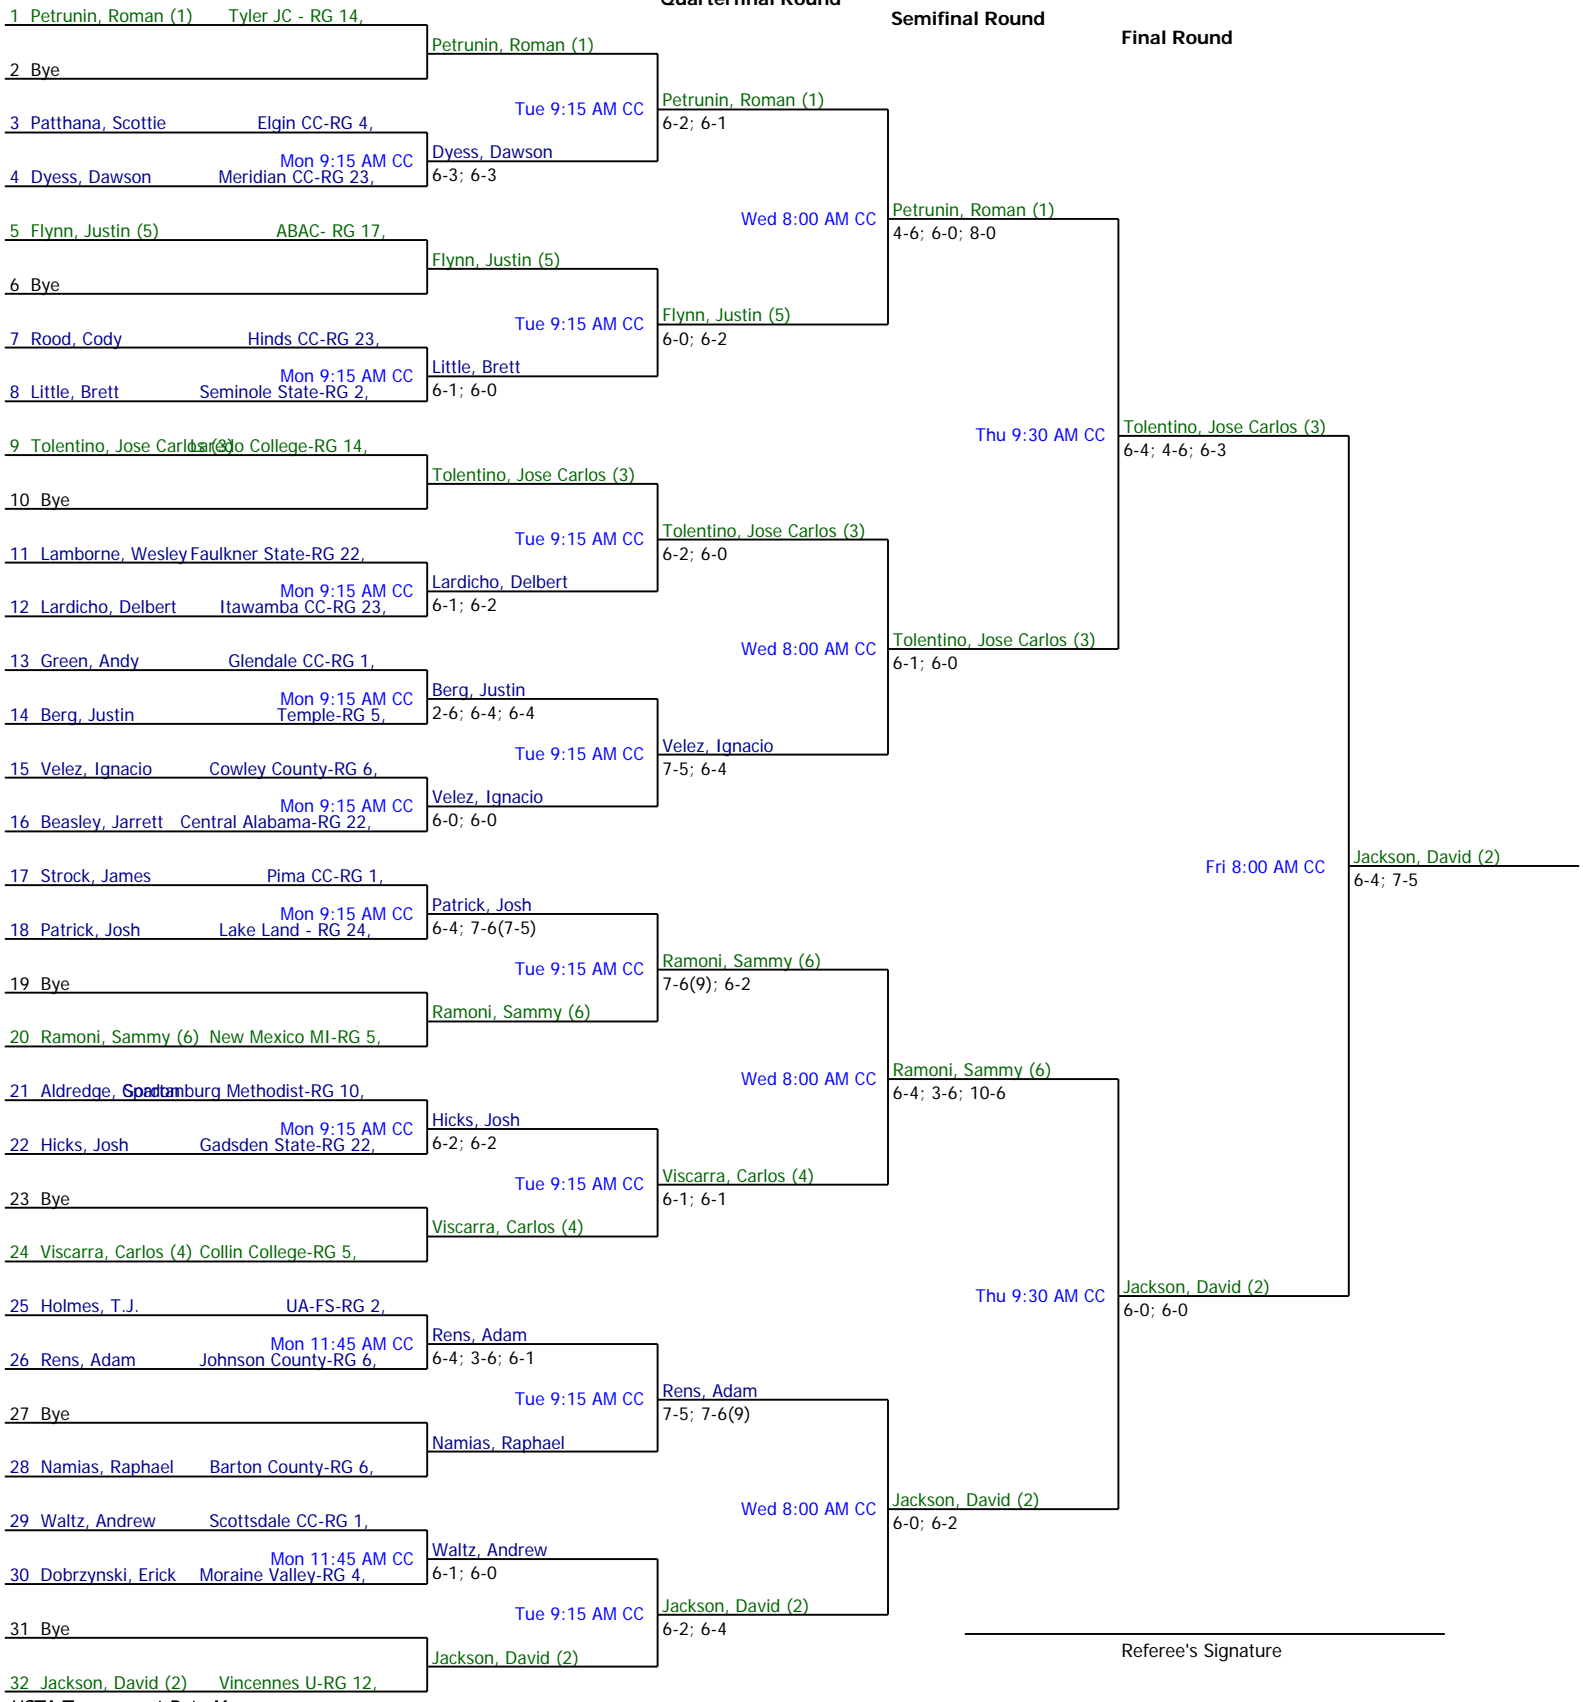 Quarterfinal Round
Semifinal Round
Final Round
1 Petrunin, Roman (1) Tyler JC - RG 14,
Petrunin, Roman (1)
2 Bye
Tue 9:15 AM CC
Petrunin, Roman (1)
6-2; 6-1
3 Patthana, Scottie Elgin CC-RG 4,
Mon 9:15 AM CC
Dyess, Dawson
6-3; 6-3
4 Dyess, Dawson Meridian CC-RG 23,
Wed 8:00 AM CC
Petrunin, Roman (1)
4-6; 6-0; 8-0
5 Flynn, Justin (5) ABAC- RG 17,
Flynn, Justin (5)
6 Bye
Tue 9:15 AM CC
Flynn, Justin (5)
6-0; 6-2
7 Rood, Cody Hinds CC-RG 23,
Mon 9:15 AM CC
Little, Brett
6-1; 6-0
8 Little, Brett Seminole State-RG 2,
Thu 9:30 AM CC
Tolentino, Jose Carlos (3)
6-4; 4-6; 6-3
9 Tolentino, Jose Carlos (3) Laredo College-RG 14,
Tolentino, Jose Carlos (3)
10 Bye
Tue 9:15 AM CC
Tolentino, Jose Carlos (3)
6-2; 6-0
11 Lamborne, Wesley Faulkner State-RG 22,
Mon 9:15 AM CC
Lardicho, Delbert
6-1; 6-2
12 Lardicho, Delbert Itawamba CC-RG 23,
Wed 8:00 AM CC
Tolentino, Jose Carlos (3)
6-1; 6-0
13 Green, Andy Glendale CC-RG 1,
Mon 9:15 AM CC
Berg, Justin
2-6; 6-4; 6-4
14 Berg, Justin Temple-RG 5,
Tue 9:15 AM CC
Velez, Ignacio
7-5; 6-4
15 Velez, Ignacio Cowley County-RG 6,
Mon 9:15 AM CC
Velez, Ignacio
6-0; 6-0
16 Beasley, Jarrett Central Alabama-RG 22,
Fri 8:00 AM CC
Jackson, David (2)
6-4; 7-5
17 Strock, James Pima CC-RG 1,
Mon 9:15 AM CC
Patrick, Josh
6-4; 7-6(7-5)
18 Patrick, Josh Lake Land - RG 24,
Tue 9:15 AM CC
Ramoni, Sammy (6)
7-6(9); 6-2
19 Bye
Ramoni, Sammy (6)
20 Ramoni, Sammy (6) New Mexico MI-RG 5,
Wed 8:00 AM CC
Ramoni, Sammy (6)
6-4; 3-6; 10-6
21 Aldredge, Gordon Spartanburg Methodist-RG 10,
Mon 9:15 AM CC
Hicks, Josh
6-2; 6-2
22 Hicks, Josh Gadsden State-RG 22,
Tue 9:15 AM CC
Viscarra, Carlos (4)
6-1; 6-1
23 Bye
Viscarra, Carlos (4)
24 Viscarra, Carlos (4) Collin College-RG 5,
Thu 9:30 AM CC
Jackson, David (2)
6-0; 6-0
25 Holmes, T.J. UA-FS-RG 2,
Mon 11:45 AM CC
Rens, Adam
6-4; 3-6; 6-1
26 Rens, Adam Johnson County-RG 6,
Tue 9:15 AM CC
Rens, Adam
7-5; 7-6(9)
27 Bye
Namias, Raphael
28 Namias, Raphael Barton County-RG 6,
Wed 8:00 AM CC
Jackson, David (2)
6-0; 6-2
29 Waltz, Andrew Scottsdale CC-RG 1,
Mon 11:45 AM CC
Waltz, Andrew
6-1; 6-0
30 Dobrzynski, Erick Moraine Valley-RG 4,
Tue 9:15 AM CC
Jackson, David (2)
6-2; 6-4
31 Bye
Jackson, David (2)
32 Jackson, David (2) Vincennes U-RG 12,
Referee's Signature